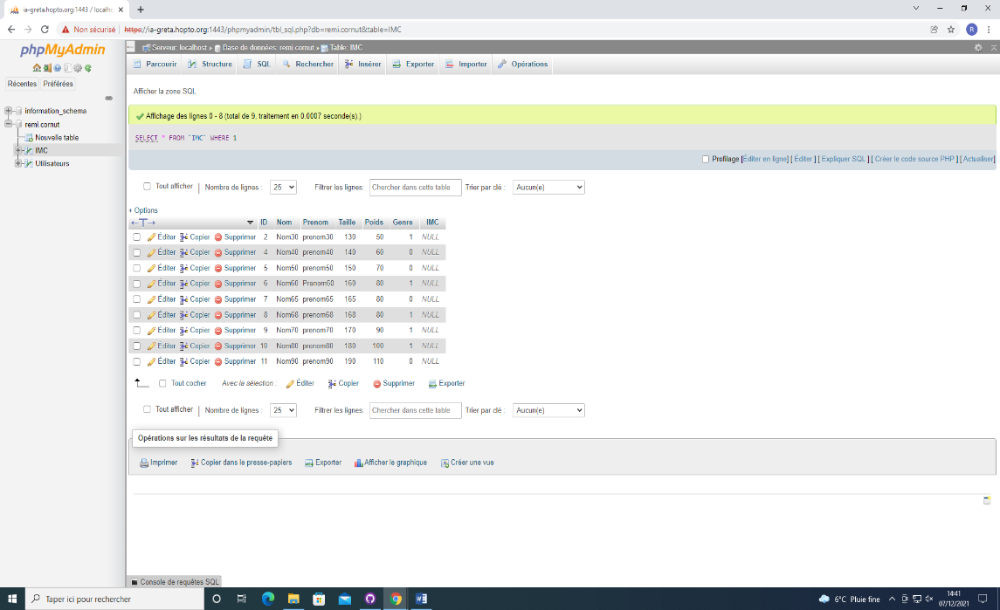 ia-greta.hopto.org:1443 / localho
Non sécurisé https://ia-greta.hopto.org:1443/phpmyadmin/tbl_sql.php?db=remi.cornut&table=IMC R
phpMyAdmin
Récentes Préférées
information_schema
remi.cornut
Nouvelle table
IMC
Utilisateurs
Serveur: localhost » Base de données: remi.cornut » Table: IMC
Parcourir Structure SQL Rechercher Insérer Exporter Importer Opérations
Afficher la zone SQL
Affichage des lignes 0 - 8 (total de 9, traitement en 0.0007 seconde(s).)
SELECT * FROM `IMC` WHERE 1
Profilage [Éditer en ligne] [ Éditer ] [ Expliquer SQL ] [ Créer le code source PHP ] [ Actualiser]
Tout afficher | Nombre de lignes : 25 Filtrer les lignes: Chercher dans cette table Trier par clé : Aucun(e)
+ Options
←T→ ID Nom Prenom Taille Poids Genre IMC
Éditer Copier Supprimer 2 Nom30 prenom30 130 50 1 NULL
Éditer Copier Supprimer 4 Nom40 prenom40 140 60 0 NULL
Éditer Copier Supprimer 5 Nom50 prenom50 150 70 0 NULL
Éditer Copier Supprimer 6 Nom60 Prenom60 160 80 1 NULL
Éditer Copier Supprimer 7 Nom65 prenom65 165 80 0 NULL
Éditer Copier Supprimer 8 Nom68 prenom68 168 80 1 NULL
Éditer Copier Supprimer 9 Nom70 prenom70 170 90 1 NULL
Éditer Copier Supprimer 10 Nom80 prenom80 180 100 1 NULL
Éditer Copier Supprimer 11 Nom90 prenom90 190 110 0 NULL
Tout cocher Avec la sélection : Éditer Copier Supprimer Exporter
Tout afficher | Nombre de lignes : 25 Filtrer les lignes: Chercher dans cette table Trier par clé : Aucun(e)
Opérations sur les résultats de la requête
Imprimer Copier dans le presse-papiers Exporter Afficher le graphique Créer une vue
Console de requêtes SQL
Taper ici pour rechercher
6°C Pluie fine
14:41
07/12/2021